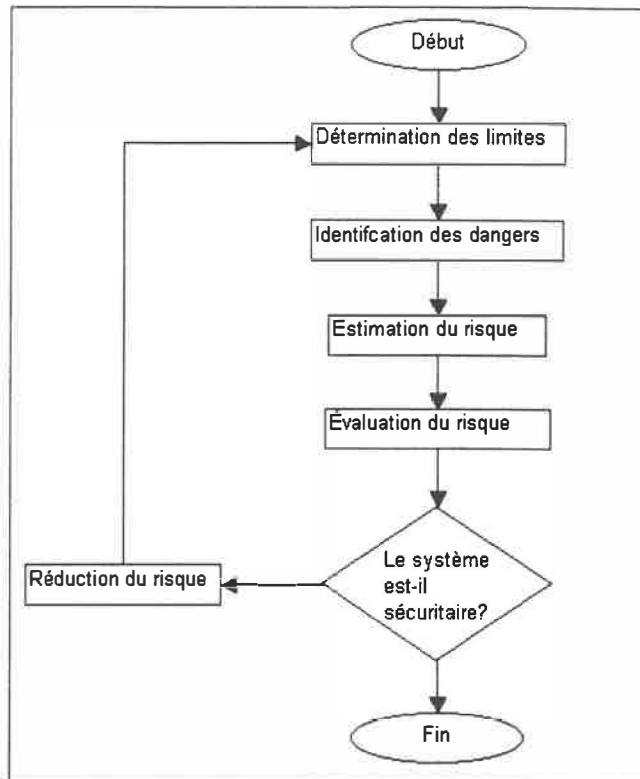 Début
Détermination des limites
Identifcation des dangers
Estimation du risque
Évaluation du risque
Le système
est-il
sécuritaire?
Réduction du risque
Fin